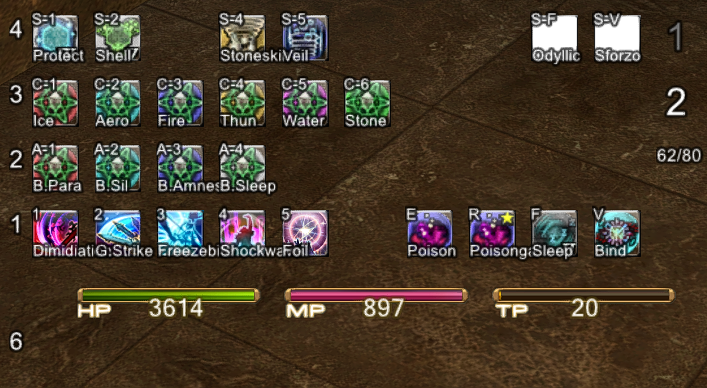 4 S-1 S-2 S-4 S-5 S-F S-V 1
Protect Shell Stoneski Veil Odyllic Sforzo
3 C-1 C-2 C-3 C-4 C-5 C-6 2
Ice Aero Fire Thun Water Stone
62/80
2 A-1 A-2 A-3 A-4
B.Para B.Sil B.Amnes B.Sleep
1 1 2 3 4 5 E R F V
Dimidiati G.Strike Freezebi Shockwa Foil Poison Poisonga Sleep Bind
HP 3614 MP 897 TP 20
6